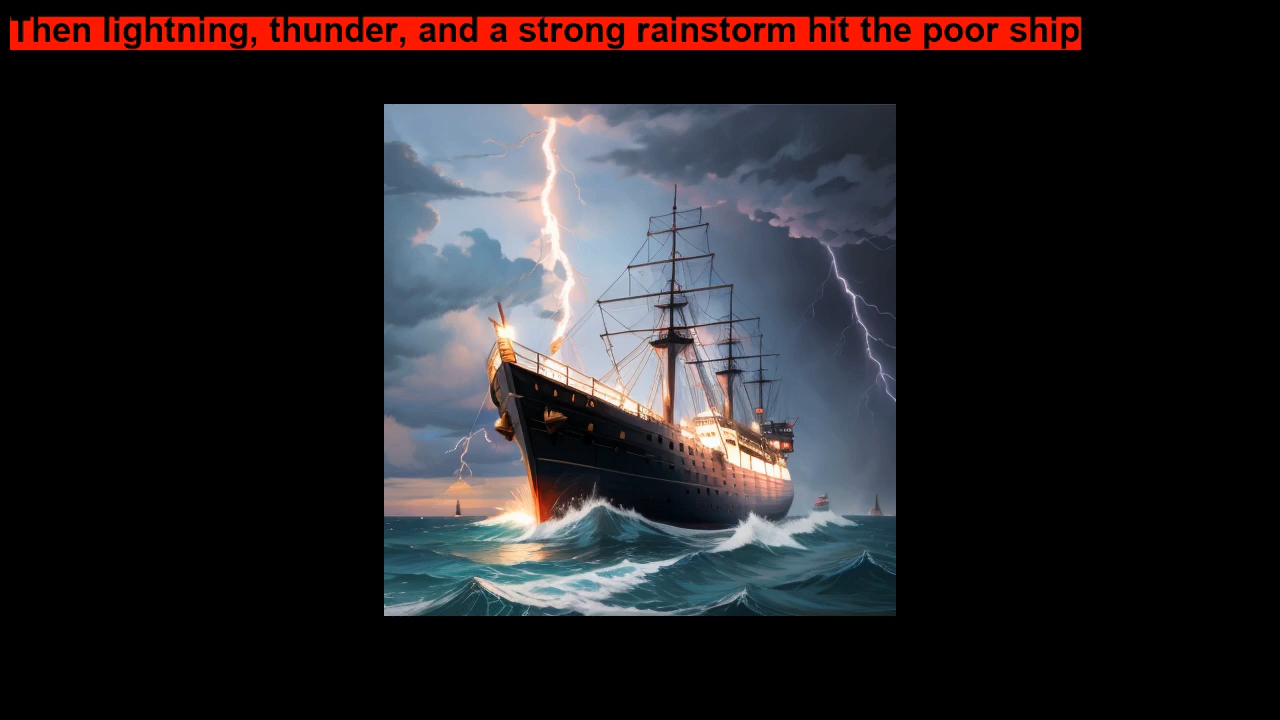 Then lightning, thunder, and a strong rainstorm hit the poor ship